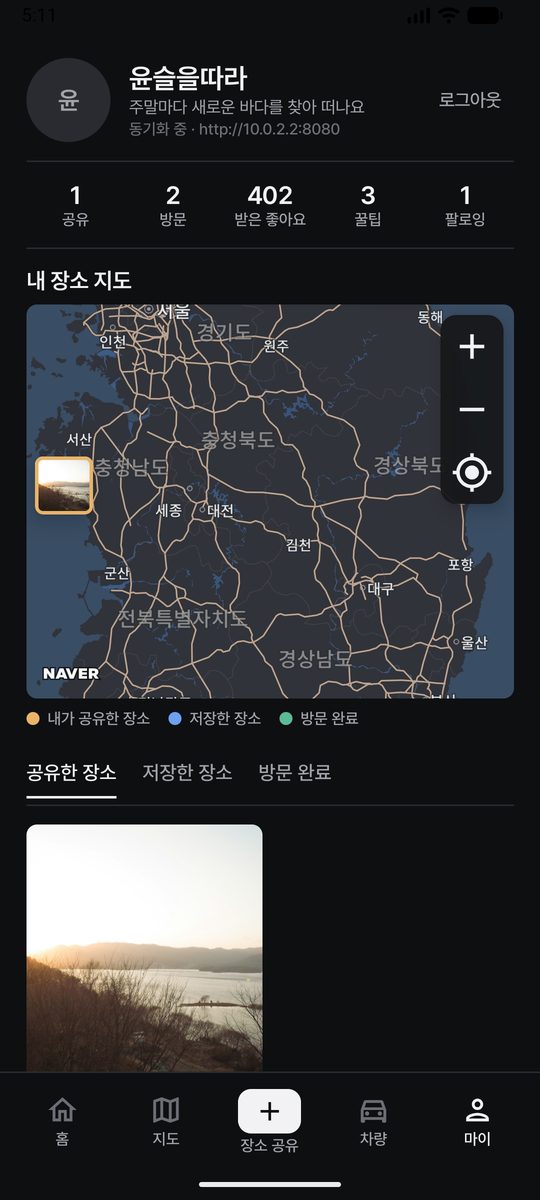 5:11
윤
윤슬을따라
주말마다 새로운 바다를 찾아 떠나요
동기화 중 · http://10.0.2.2:8080
로그아웃
1
공유
2
방문
402
받은 좋아요
3
꿀팁
1
팔로잉
내 장소 지도
서울
동해
경기도
인천
원주
서산
충청북도
충청남도
경상북도
세종
대전
김천
군산
포항
대구
전북특별자치도
울산
경상남도
NAVER
내가 공유한 장소
저장한 장소
방문 완료
공유한 장소
저장한 장소
방문 완료
홈
지도
장소 공유
차량
마이